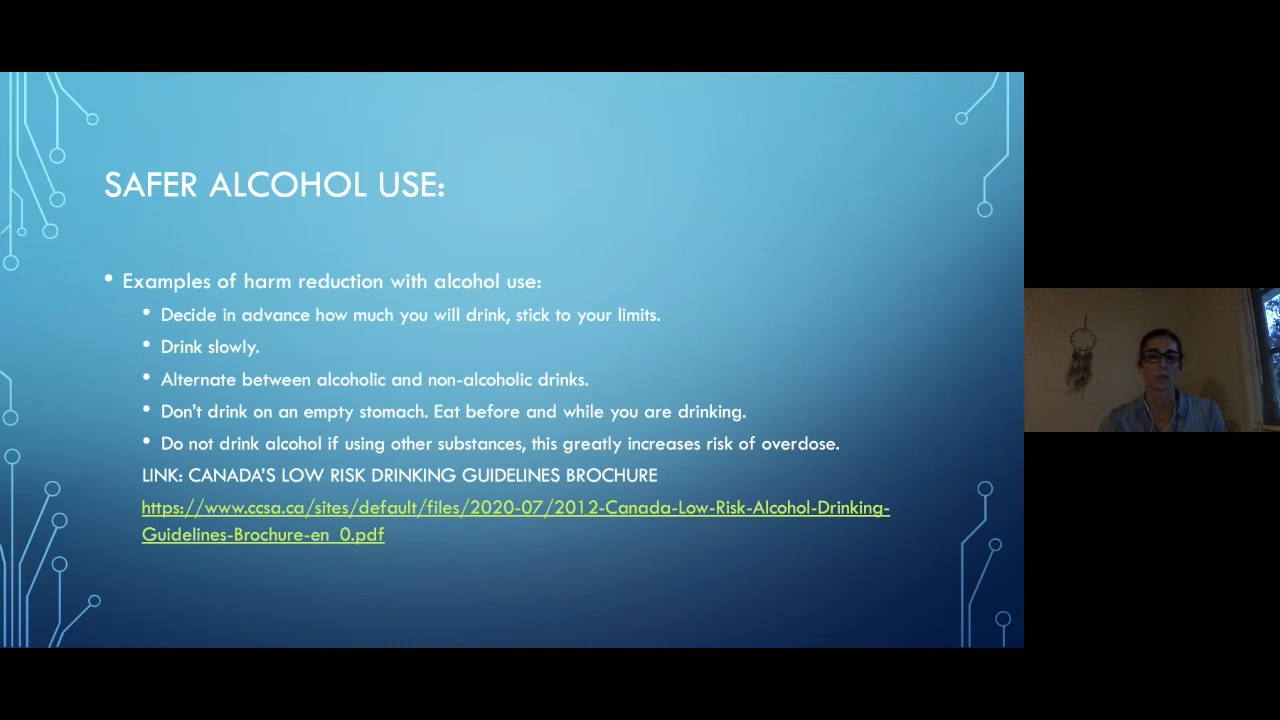 SAFER ALCOHOL USE:
• Examples of harm reduction with alcohol use:
• Decide in advance how much you will drink, stick to your limits.
• Drink slowly.
• Alternate between alcoholic and non-alcoholic drinks.
• Don't drink on an empty stomach. Eat before and while you are drinking.
• Do not drink alcohol if using other substances, this greatly increases risk of overdose.
LINK: CANADA'S LOW RISK DRINKING GUIDELINES BROCHURE
https://www.ccsa.ca/sites/default/files/2020-07/2012-Canada-Low-Risk-Alcohol-Drinking-
Guidelines-Brochure-en_0.pdf